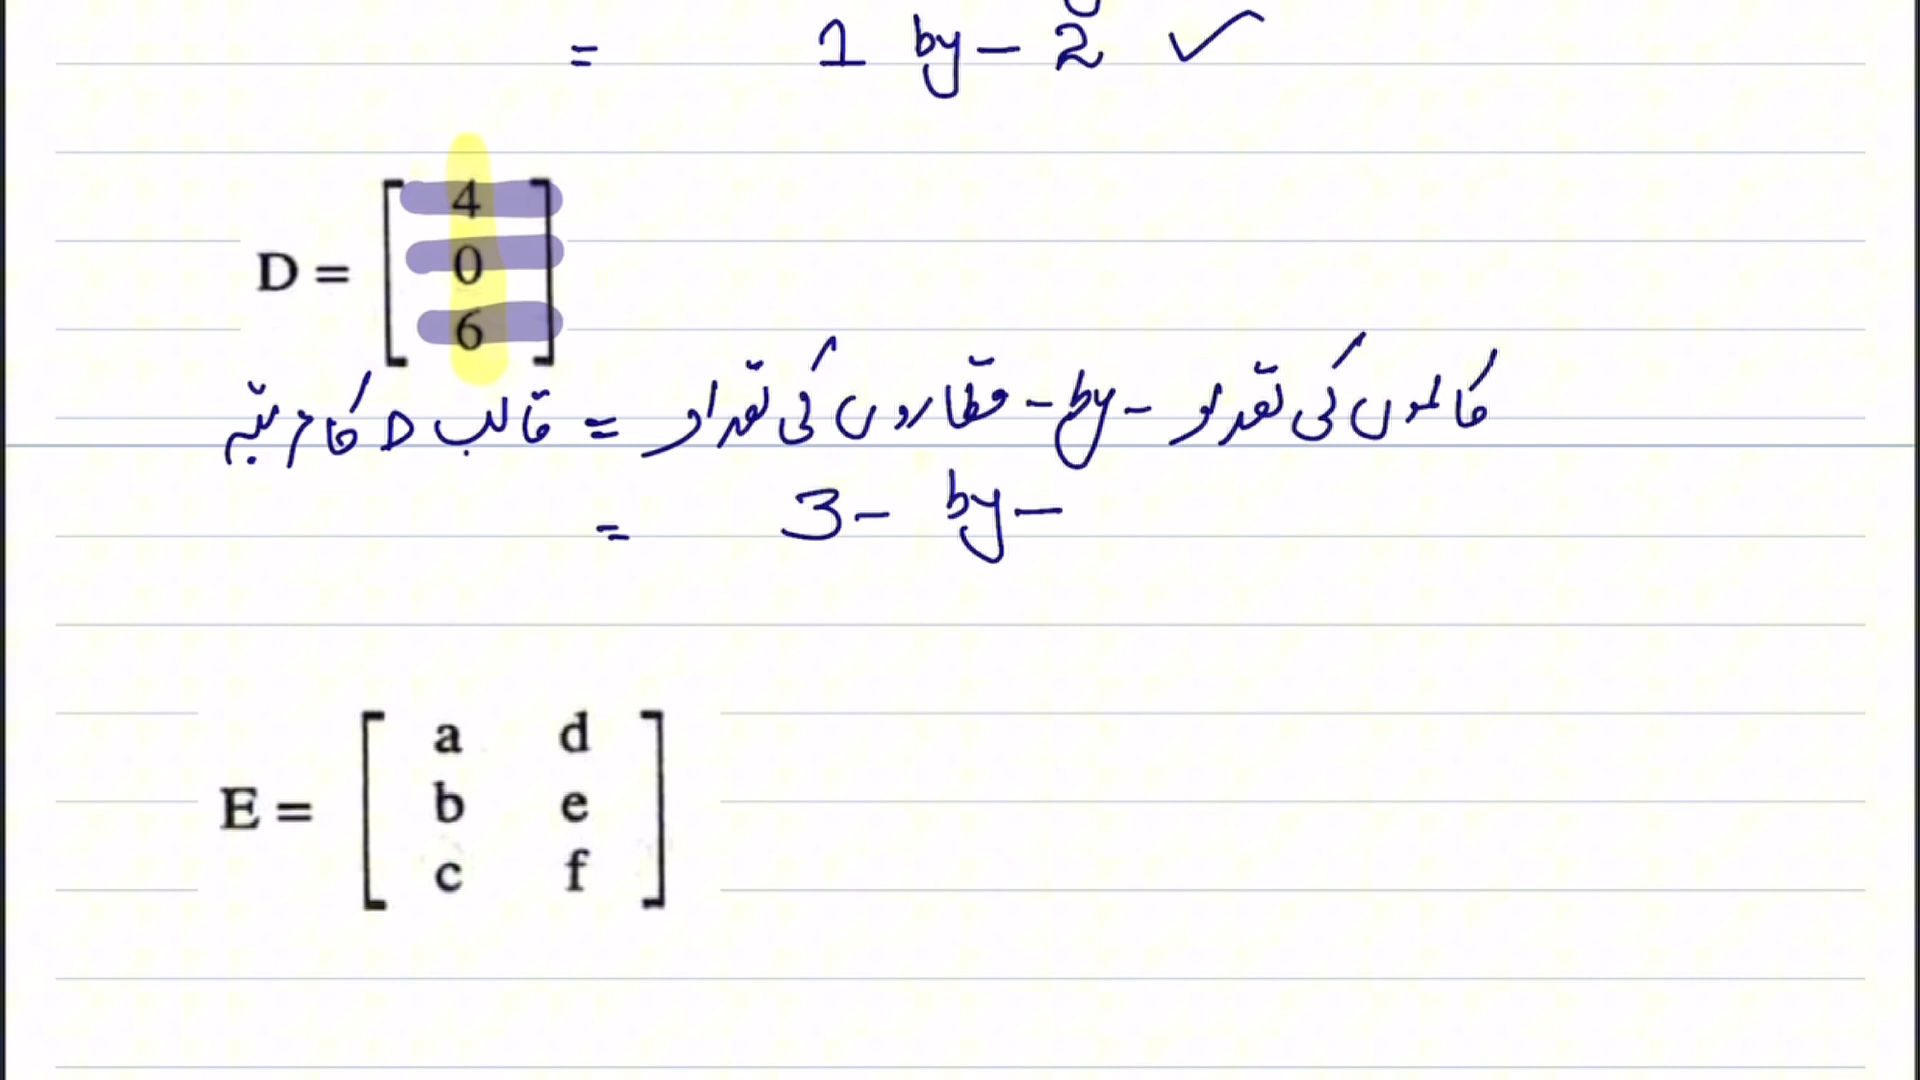 = 1 by - 2 ✓
D = [ 4
0
6 ]
قالب D کا مرتبہ = قطاروں کی تعداد - by - کالموں کی تعداد
= 3 - by -
E = [ a d
b e
c f ]